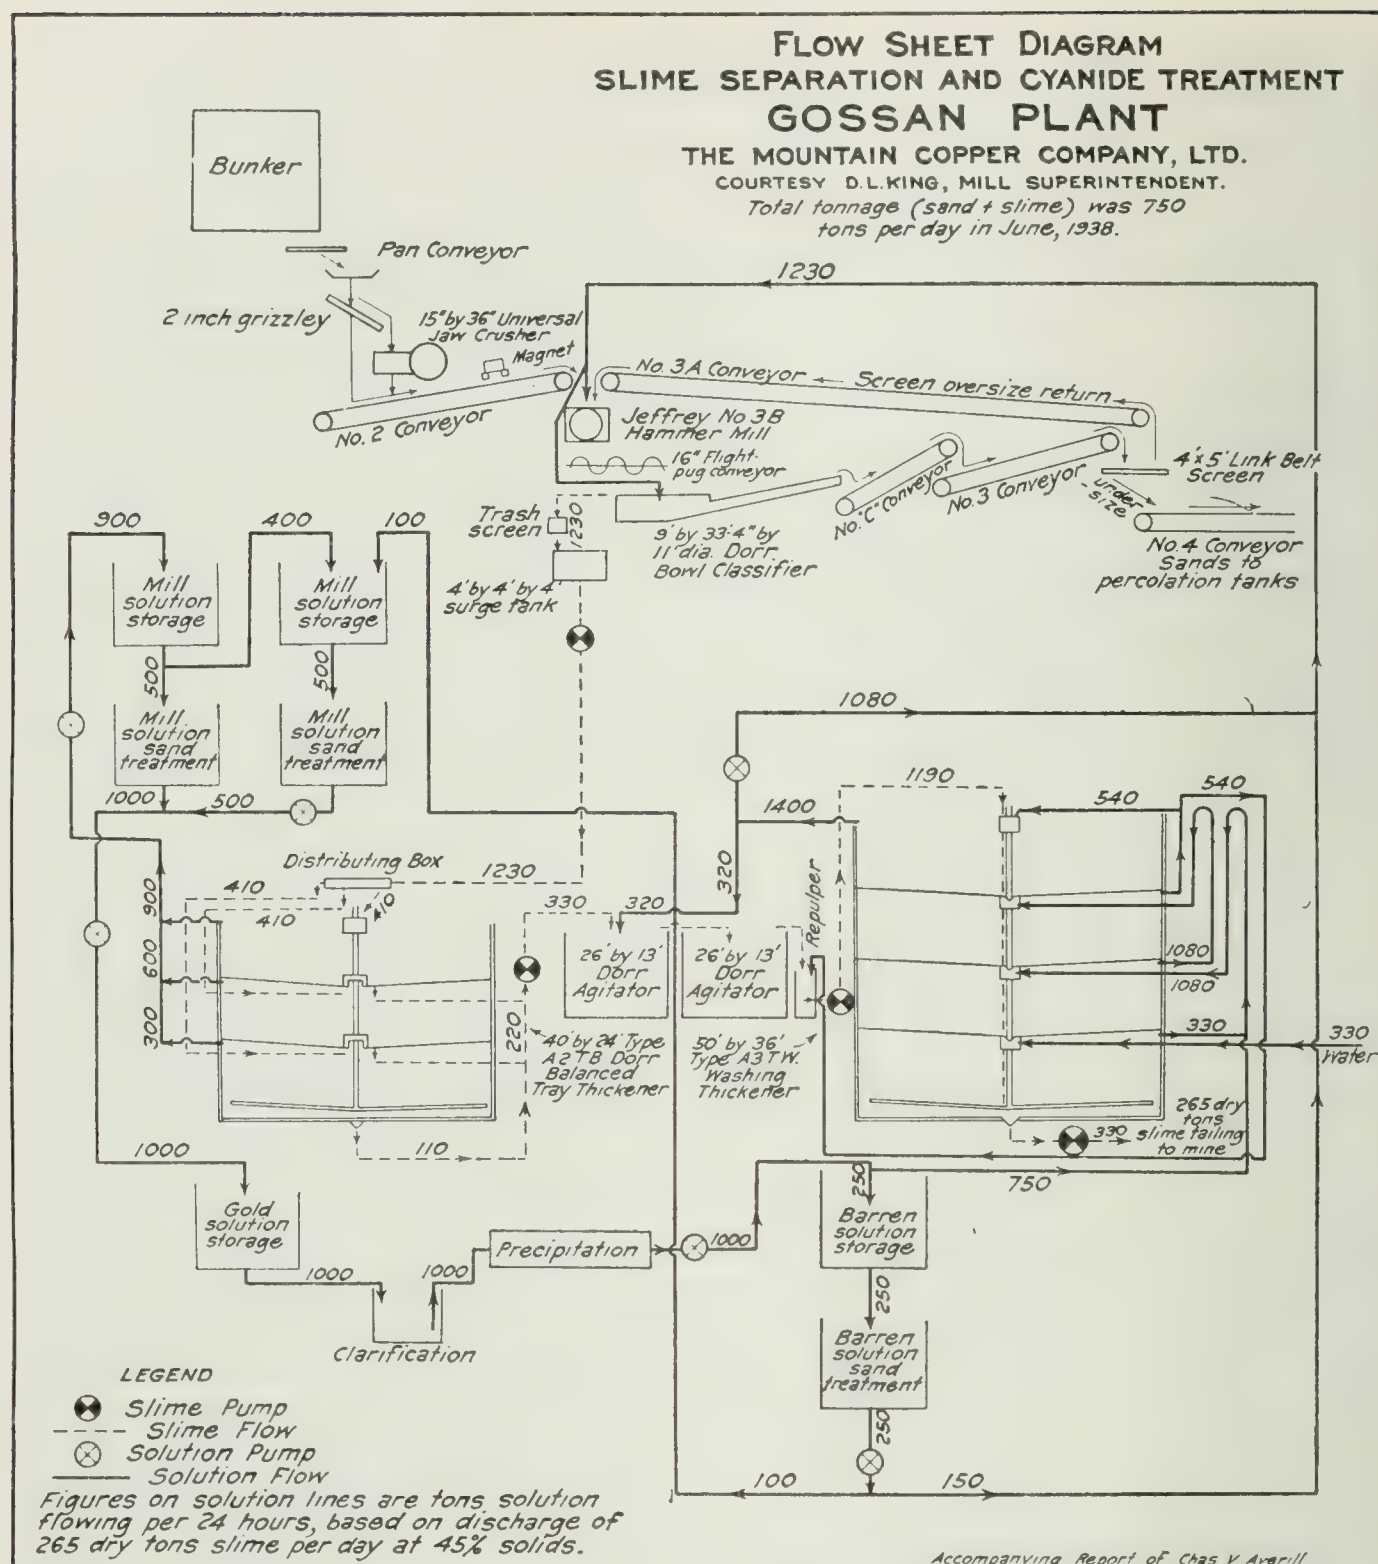 FLOW SHEET DIAGRAM
SLIME SEPARATION AND CYANIDE TREATMENT
GOSSAN PLANT
THE MOUNTAIN COPPER COMPANY, LTD.
COURTESY D.L.KING, MILL SUPERINTENDENT.
Total tonnage (sand + slime) was 750
tons per day in June, 1938.
Bunker
Pan Conveyor
2 inch grizzley
15" by 36" Universal
Jaw Crusher
Magnet
No. 2 Conveyor
1230
No. 3A Conveyor
Screen oversize return
Jeffrey No 3B
Hammer Mill
16" Flight-
pug conveyor
No. "C" Conveyor
No. 3 Conveyor
4' x 5' Link Belt
Screen
under
-size
No. 4 Conveyor
Sands to
percolation tanks
Trash
screen
1230
9' by 33'-4" by
11' dia. Dorr
Bowl Classifier
4' by 4' by 4'
surge tank
900
400
100
Mill
solution
storage
Mill
solution
storage
500
500
Mill
solution
sand
treatment
Mill
solution
sand
treatment
1000
500
1080
1400
320
1190
540
540
Distributing Box
1230
410
410
410
900
600
300
330
320
220
110
26' by 13'
Dorr
Agitator
26' by 13'
Dorr
Agitator
Repulper
40' by 24' Type
A2TB Dorr
Balanced
Tray Thickener
50' by 36'
Type A3TW.
Washing
Thickener
1080
1080
330
330
Water
265 dry
tons
slime tailing
to mine
330
1000
Gold
solution
storage
1000
Clarification
1000
Precipitation
1000
250
750
Barren
solution
storage
250
Barren
solution
sand
treatment
250
100
150
LEGEND
Slime Pump
Slime Flow
Solution Pump
Solution Flow
Figures on solution lines are tons solution
flowing per 24 hours, based on discharge of
265 dry tons slime per day at 45% solids.
Accompanying Report of Chas V Averill